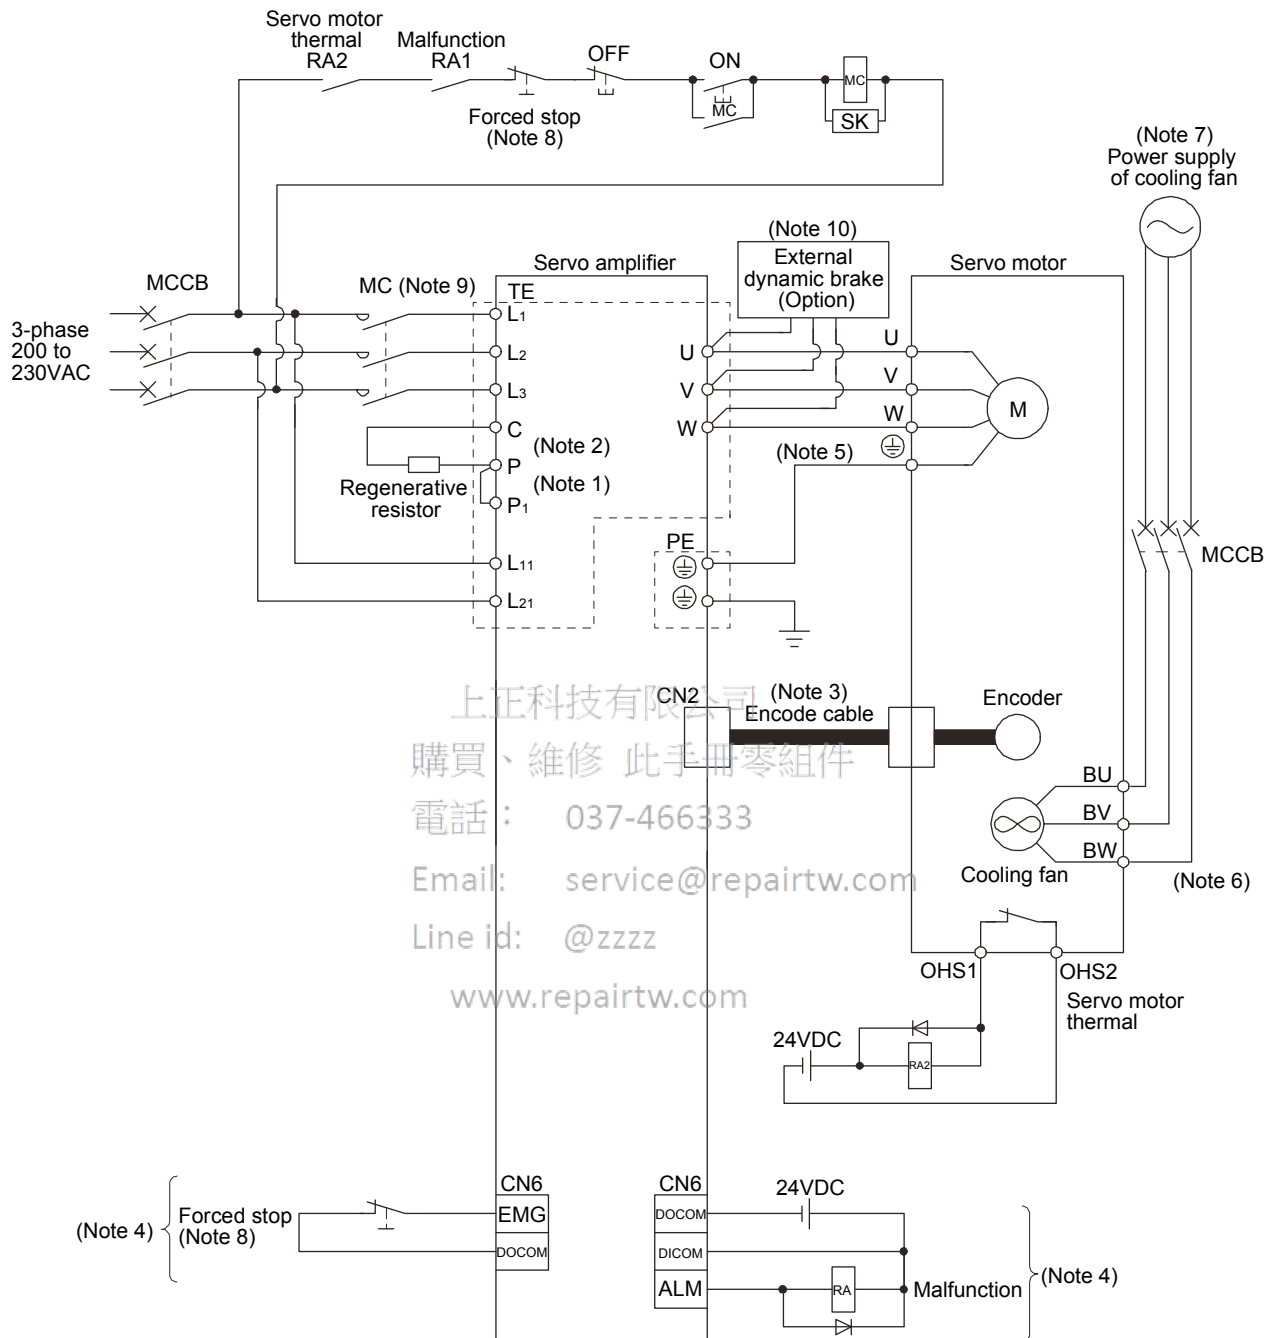 Servo motor
thermal
RA2
Malfunction
RA1
OFF
ON
MC
MC
SK
Forced stop
(Note 8)
(Note 7)
Power supply
of cooling fan
(Note 10)
External
dynamic brake
(Option)
Servo amplifier
Servo motor
MCCB
MC (Note 9)
TE
3-phase
200 to
230VAC
L1
L2
L3
C
(Note 2)
P
(Note 1)
P1
Regenerative
resistor
L11
L21
U
V
W
U
V
W
M
(Note 5)
PE
MCCB
CN2
(Note 3)
Encode cable
Encoder
上正科技有限公司
購買、維修 此手冊零組件
電話： 037-466333
Email: service@repairtw.com
Line id: @zzzz
www.repairtw.com
BU
BV
BW
Cooling fan
(Note 6)
OHS1
OHS2
Servo motor
thermal
24VDC
RA2
(Note 4)
Forced stop
(Note 8)
CN6
EMG
DOCOM
CN6
DOCOM
DICOM
ALM
24VDC
RA
Malfunction
(Note 4)